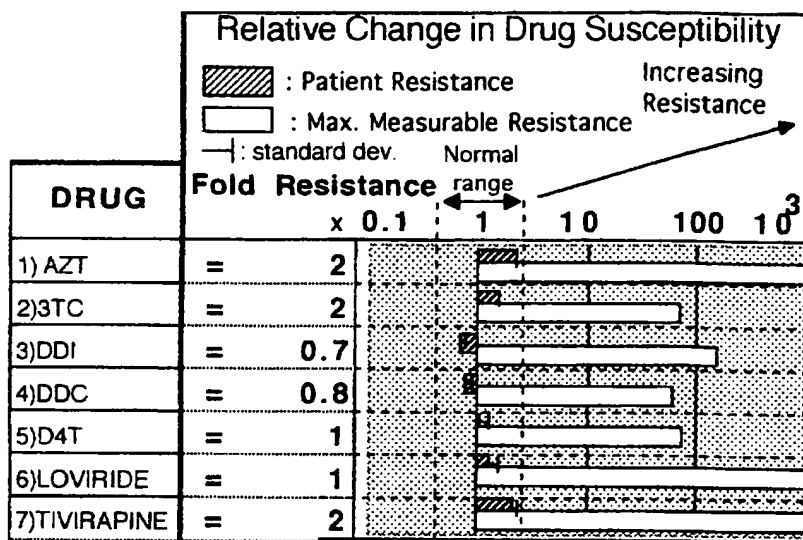 Relative Change in Drug Susceptibility
: Patient Resistance
Increasing
Resistance
: Max. Measurable Resistance
: standard dev.
Normal
range
DRUG
Fold Resistance
x 0.1 1 10 100 10³
1) AZT = 2
2)3TC = 2
3)DDI = 0.7
4)DDC = 0.8
5)D4T = 1
6)LOVIRIDE = 1
7)TIVIRAPINE = 2